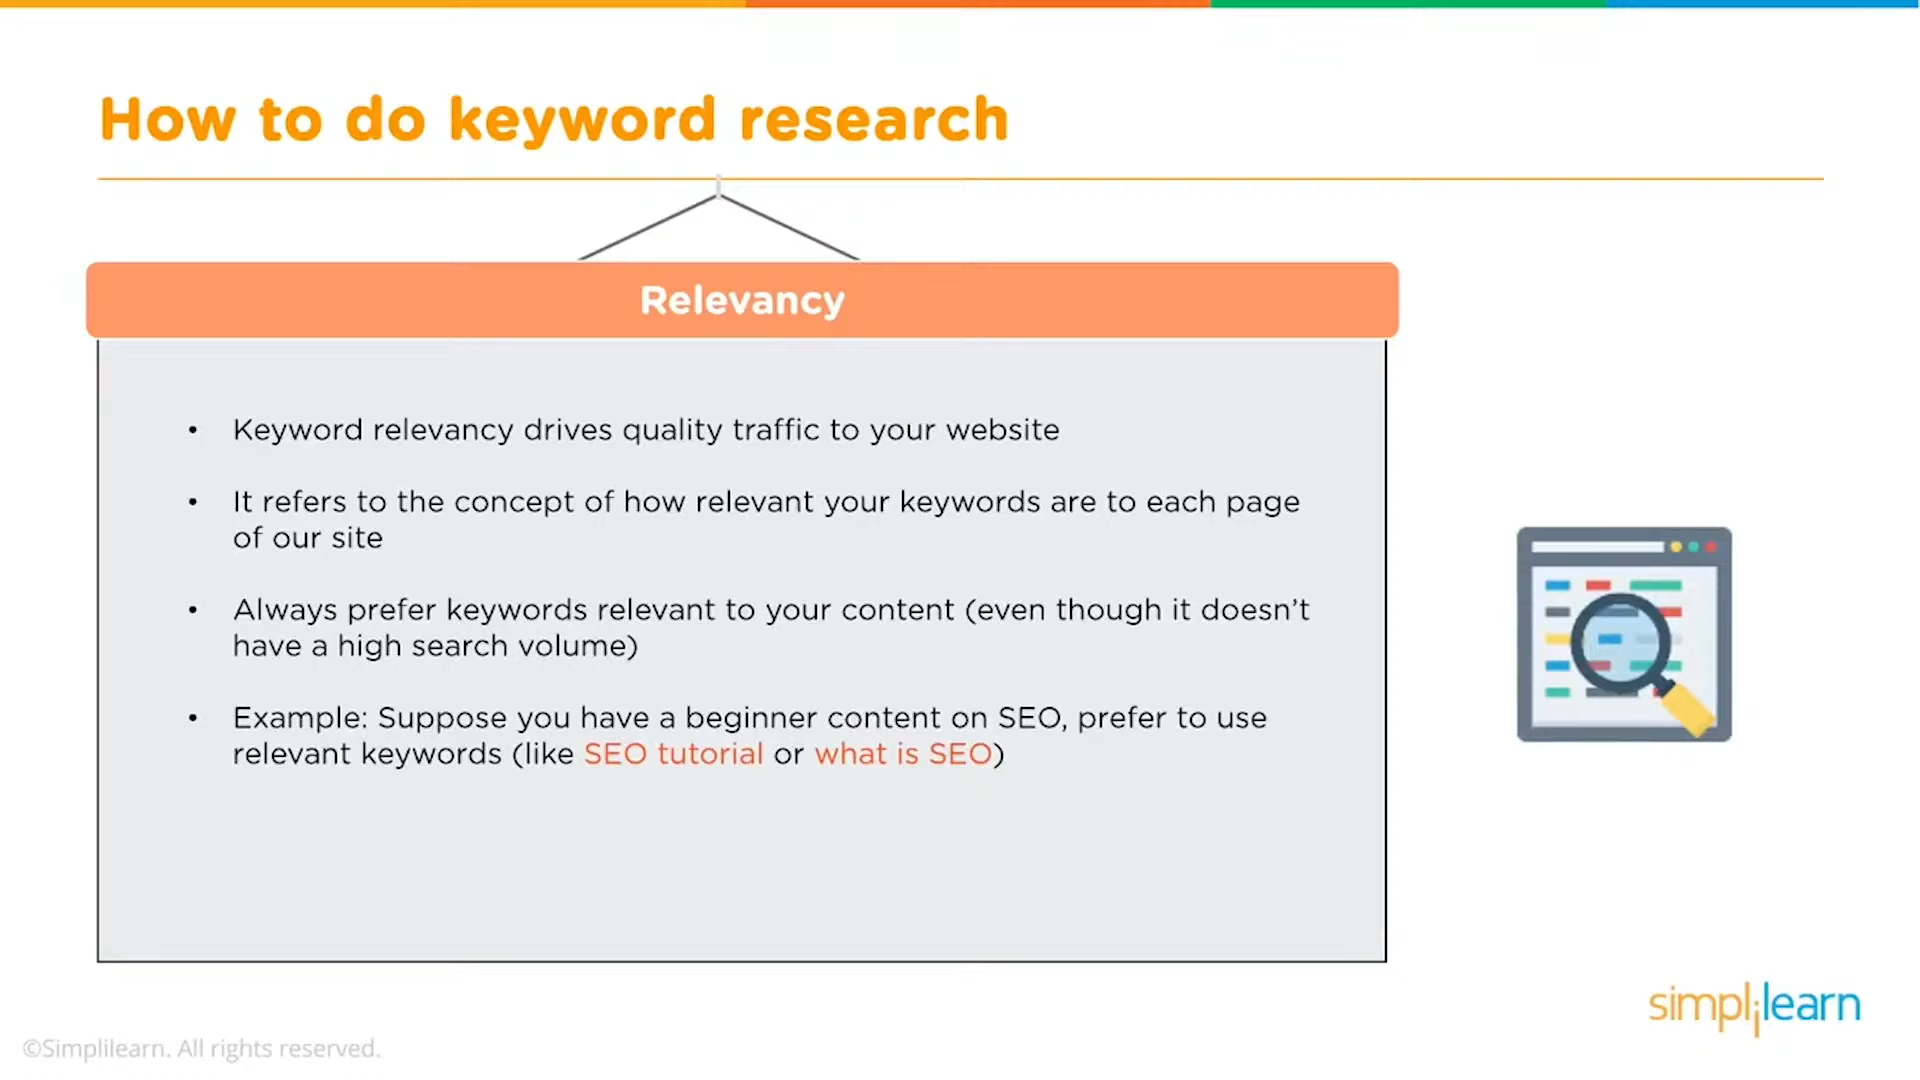 How to do keyword research
Relevancy
• Keyword relevancy drives quality traffic to your website
• It refers to the concept of how relevant your keywords are to each page
of our site
• Always prefer keywords relevant to your content (even though it doesn’t
have a high search volume)
• Example: Suppose you have a beginner content on SEO, prefer to use
relevant keywords (like SEO tutorial or what is SEO)
simplilearn
©Simplilearn. All rights reserved.